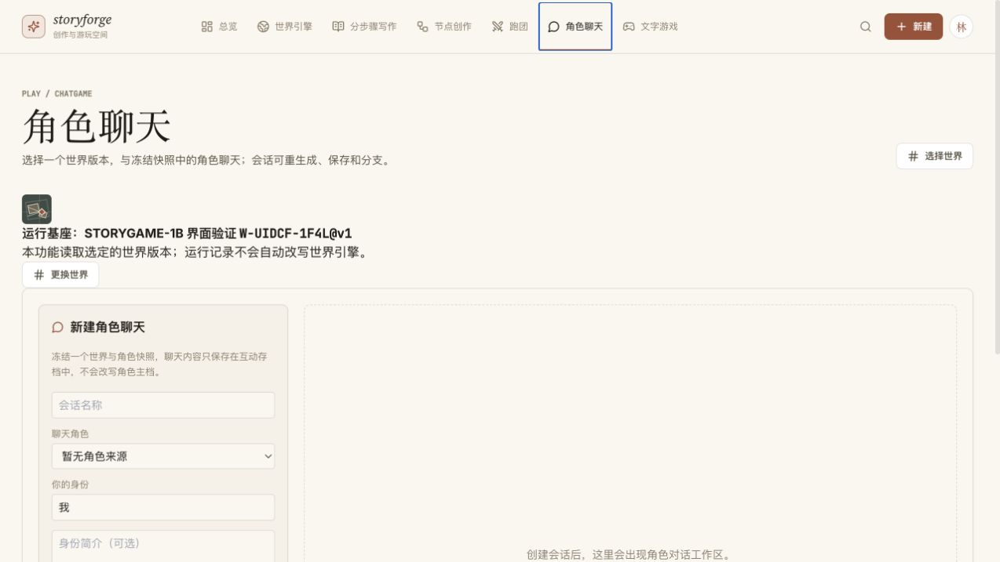 storyforge
创作与游玩空间
总览
世界引擎
分步骤写作
节点创作
跑团
角色聊天
文字游戏
新建
林
PLAY / CHATGAME
角色聊天
选择一个世界版本，与冻结快照中的角色聊天；会话可重生成、保存和分支。
选择世界
运行基座：STORYGAME-1B 界面验证 W-UIDCF-1F4L@v1
本功能读取选定的世界版本；运行记录不会自动改写世界引擎。
更换世界
新建角色聊天
冻结一个世界与角色快照，聊天内容只保存在互动存
档中，不会改写角色主档。
会话名称
聊天角色
暂无角色来源
你的身份
我
身份简介（可选）
创建会话后，这里会出现角色对话工作区。